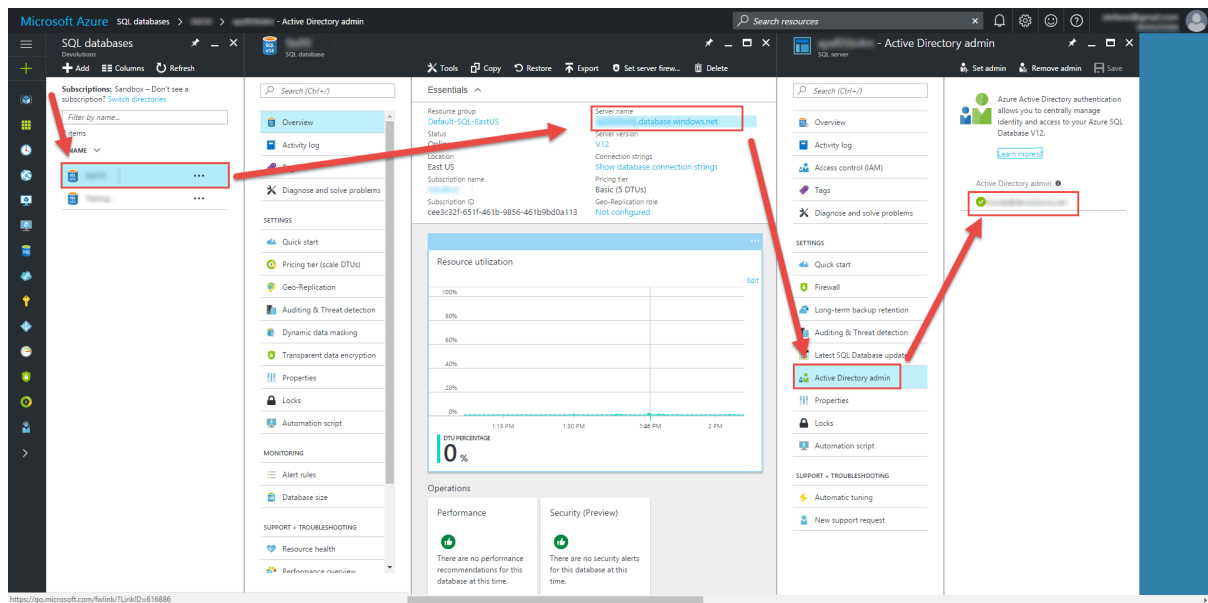 Microsoft Azure SQL databases > > - Active Directory admin
Search resources
SQL databases
Devolutions
Add Columns Refresh
Subscriptions: Sandbox – Don't see a
subscription? Switch directories
Filter by name...
items
NAME
SQL database
Search (Ctrl+/)
Overview
Activity log
Diagnose and solve problems
SETTINGS
Quick start
Pricing tier (scale DTUs)
Geo-Replication
Auditing & Threat detection
Dynamic data masking
Transparent data encryption
Properties
Locks
Automation script
MONITORING
Alert rules
Database size
SUPPORT + TROUBLESHOOTING
Resource health
Performance overview
Tools Copy Restore Export Set server firew... Delete
Essentials
Resource group
Default-SQL-EastUS
Status
Location
East US
Subscription name
Subscription ID
cee3c32f-651f-461b-9856-461b9bd0a113
Server name
.database.windows.net
Server version
V12
Connection strings
Show database connection strings
Pricing tier
Basic (5 DTUs)
Geo-Replication role
Not configured
Resource utilization
Edit
100%
80%
60%
40%
20%
0%
1:15 PM 1:30 PM 1:46 PM 2 PM
DTU PERCENTAGE
0 %
Operations
Performance
There are no performance
recommendations for this
database at this time.
Security (Preview)
There are no security alerts
for this database at this
time.
- Active Directory admin
SQL server
Search (Ctrl+/)
Overview
Activity log
Access control (IAM)
Tags
Diagnose and solve problems
SETTINGS
Quick start
Firewall
Long-term backup retention
Auditing & Threat detection
Latest SQL Database update
Active Directory admin
Properties
Locks
Automation script
SUPPORT + TROUBLESHOOTING
Automatic tuning
New support request
Set admin Remove admin Save
Azure Active Directory authentication
allows you to centrally manage
identity and access to your Azure SQL
Database V12.
Learn more
Active Directory admin
https://go.microsoft.com/fwlink/?LinkID=616886